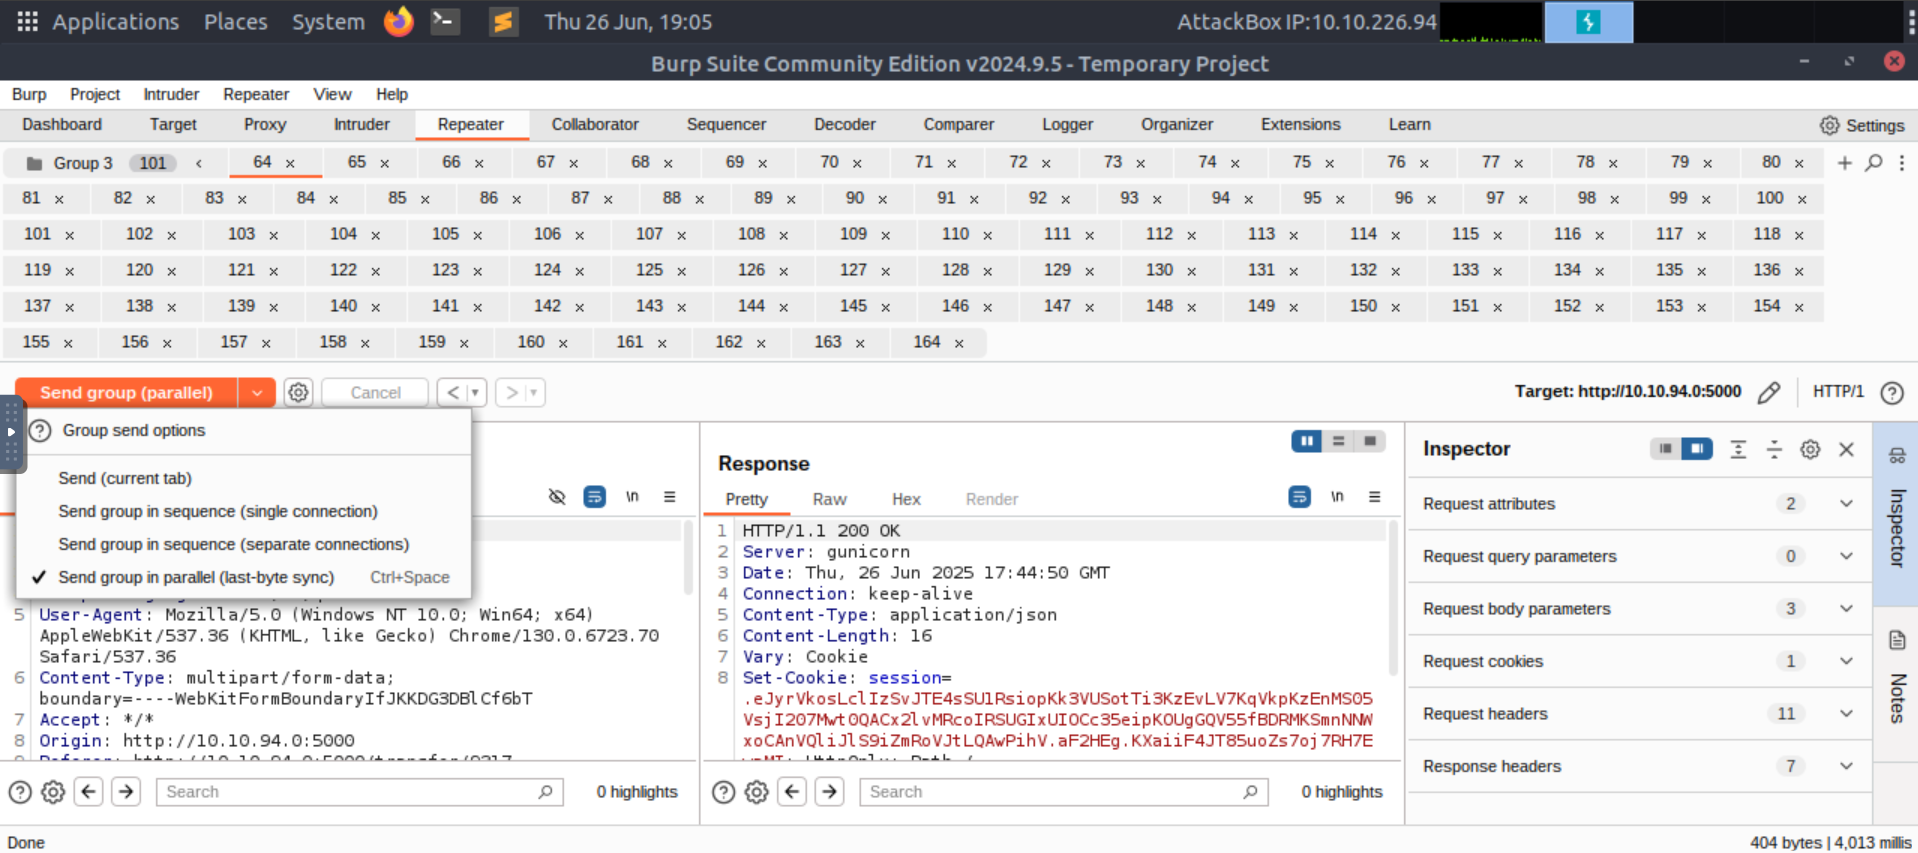 Applications Places System Thu 26 Jun, 19:05 AttackBox IP:10.10.226.94
Burp Suite Community Edition v2024.9.5 - Temporary Project
Burp Project Intruder Repeater View Help
Dashboard Target Proxy Intruder Repeater Collaborator Sequencer Decoder Comparer Logger Organizer Extensions Learn Settings
Group 3 101 < 64 × 65 × 66 × 67 × 68 × 69 × 70 × 71 × 72 × 73 × 74 × 75 × 76 × 77 × 78 × 79 × 80 × +
81 × 82 × 83 × 84 × 85 × 86 × 87 × 88 × 89 × 90 × 91 × 92 × 93 × 94 × 95 × 96 × 97 × 98 × 99 × 100 ×
101 × 102 × 103 × 104 × 105 × 106 × 107 × 108 × 109 × 110 × 111 × 112 × 113 × 114 × 115 × 116 × 117 × 118 ×
119 × 120 × 121 × 122 × 123 × 124 × 125 × 126 × 127 × 128 × 129 × 130 × 131 × 132 × 133 × 134 × 135 × 136 ×
137 × 138 × 139 × 140 × 141 × 142 × 143 × 144 × 145 × 146 × 147 × 148 × 149 × 150 × 151 × 152 × 153 × 154 ×
155 × 156 × 157 × 158 × 159 × 160 × 161 × 162 × 163 × 164 ×
Send group (parallel) Cancel < > Target: http://10.10.94.0:5000 HTTP/1 ?
Group send options
Send (current tab)
Send group in sequence (single connection)
Send group in sequence (separate connections)
Send group in parallel (last-byte sync) Ctrl+Space
\n
5 User-Agent: Mozilla/5.0 (Windows NT 10.0; Win64; x64)
AppleWebKit/537.36 (KHTML, like Gecko) Chrome/130.0.6723.70
Safari/537.36
6 Content-Type: multipart/form-data;
boundary=----WebKitFormBoundaryIfJKKDG3DBlCf6bT
7 Accept: */*
8 Origin: http://10.10.94.0:5000
Search 0 highlights
Response
Pretty Raw Hex Render \n
1 HTTP/1.1 200 OK
2 Server: gunicorn
3 Date: Thu, 26 Jun 2025 17:44:50 GMT
4 Connection: keep-alive
5 Content-Type: application/json
6 Content-Length: 16
7 Vary: Cookie
8 Set-Cookie: session=
.eJyrVkosLclIzSvJTE4sSU1RsiopKk3VUSotTi3KzEvLV7KqVkpKzEnMS05
VsjI207Mwt0QACx2lvMRcoIRSUGIxUIOCc35eipKOUgGQV55fBDRMKSmnNNW
xoCAnVQliJlS9iZmRoVJtLQAwPihV.aF2HEg.KXaiiF4JT85uoZs7oj7RH7E
Search 0 highlights
Inspector
Request attributes 2
Request query parameters 0
Request body parameters 3
Request cookies 1
Request headers 11
Response headers 7
Inspector
Notes
Done 404 bytes | 4,013 millis